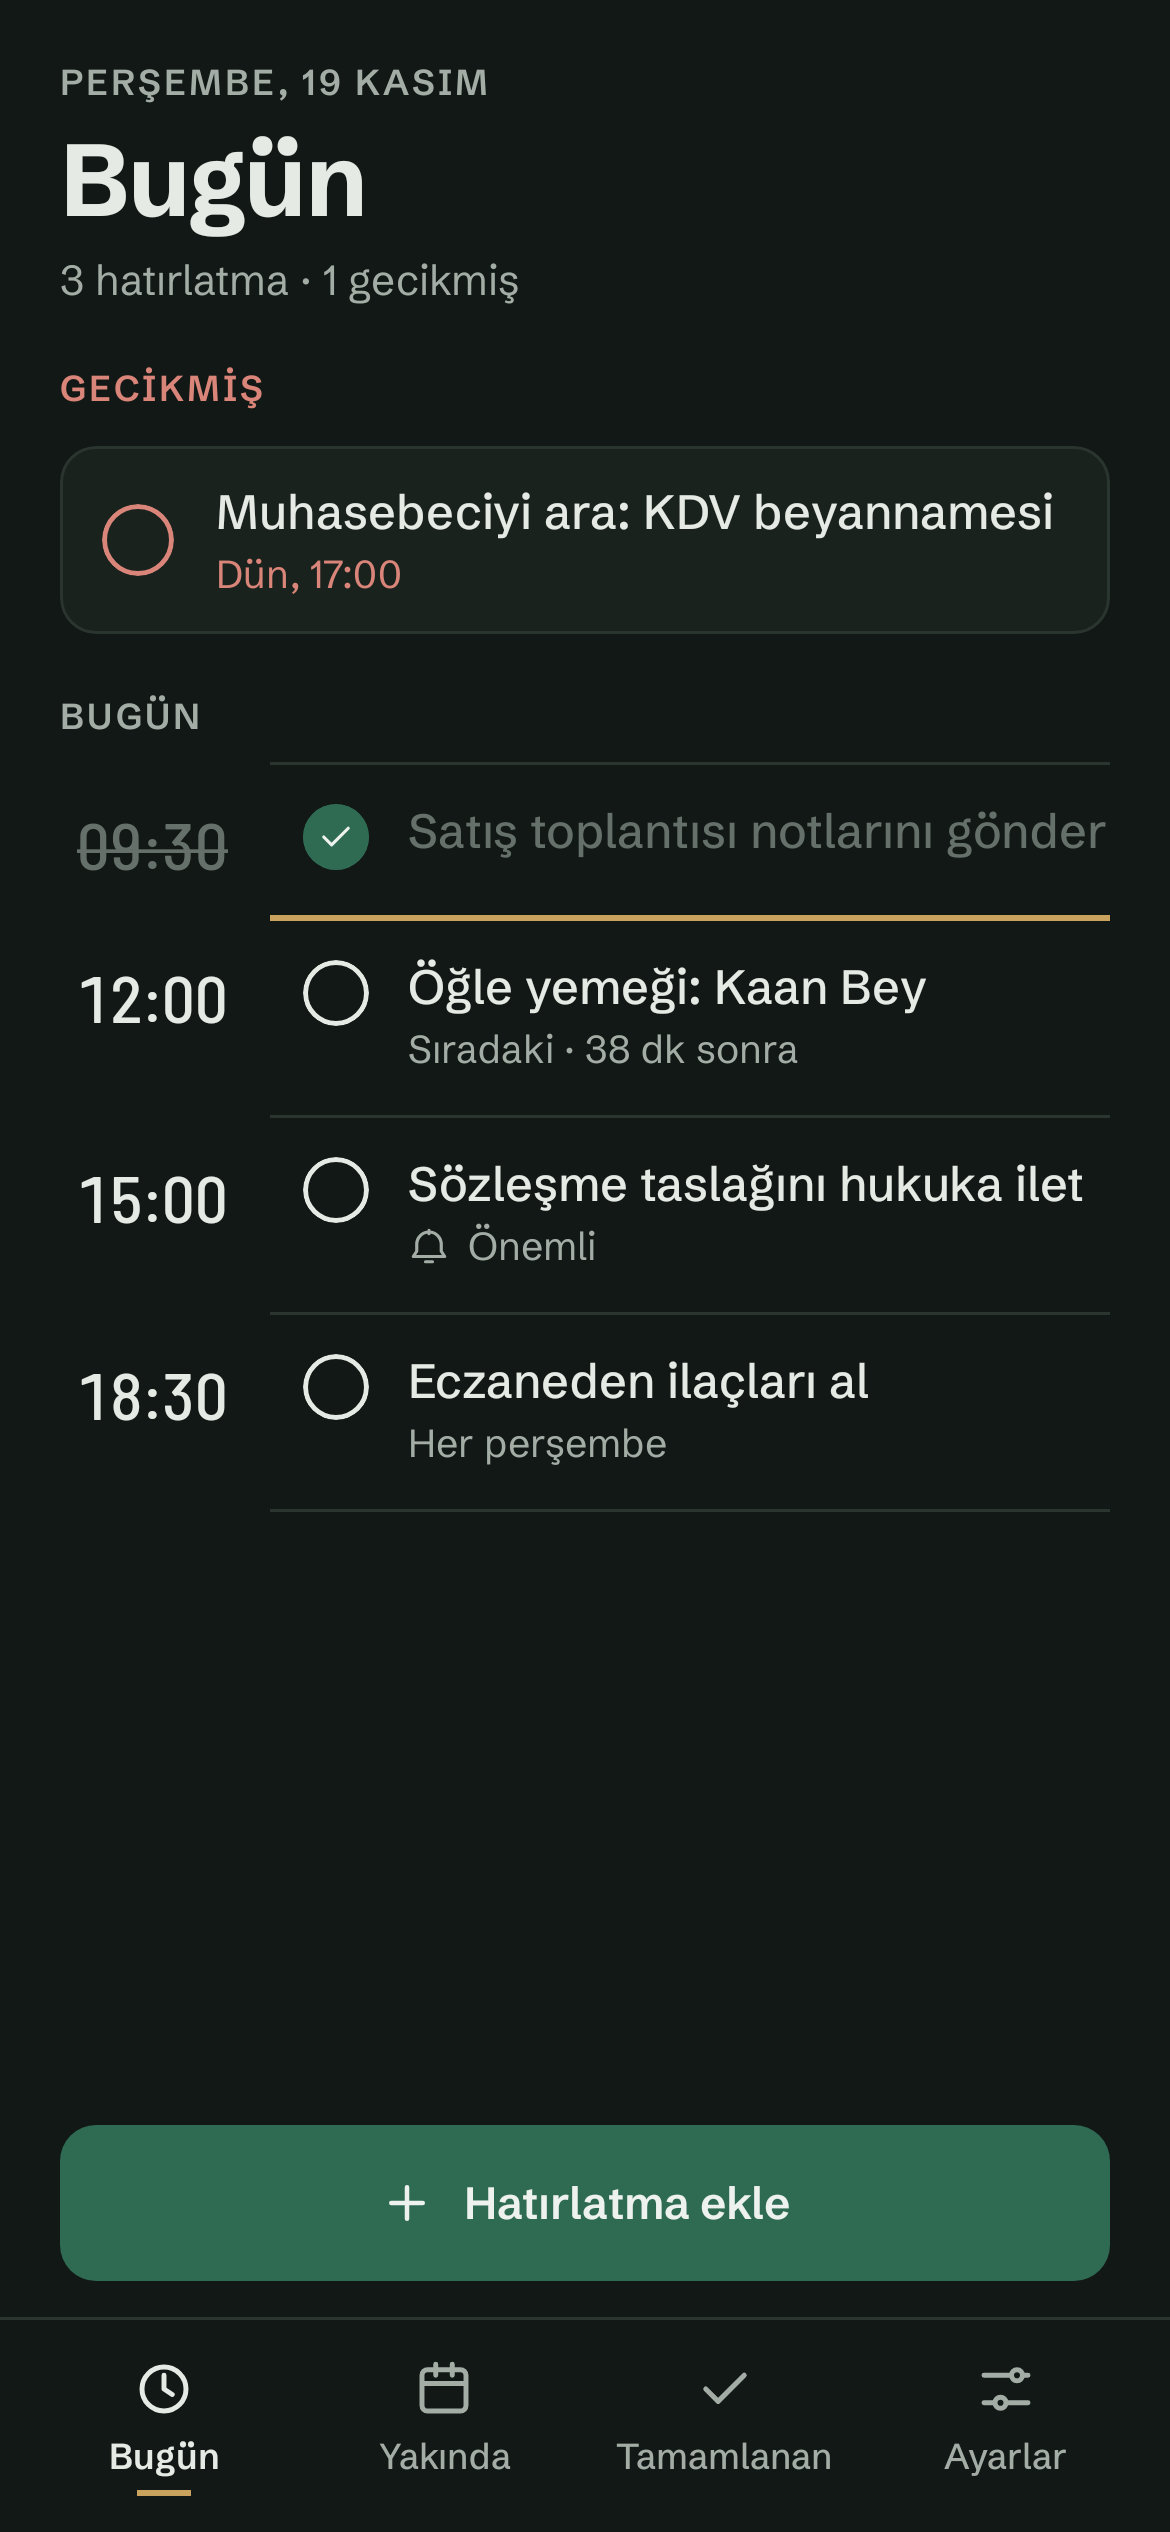 PERŞEMBE, 19 KASIM
Bugün
3 hatırlatma · 1 gecikmiş
GECİKMİŞ
Muhasebeciyi ara: KDV beyannamesi
Dün, 17:00
BUGÜN
09:30 Satış toplantısı notlarını gönder
12:00 Öğle yemeği: Kaan Bey
Sıradaki · 38 dk sonra
15:00 Sözleşme taslağını hukuka ilet
Önemli
18:30 Eczaneden ilaçları al
Her perşembe
Hatırlatma ekle
Bugün Yakında Tamamlanan Ayarlar